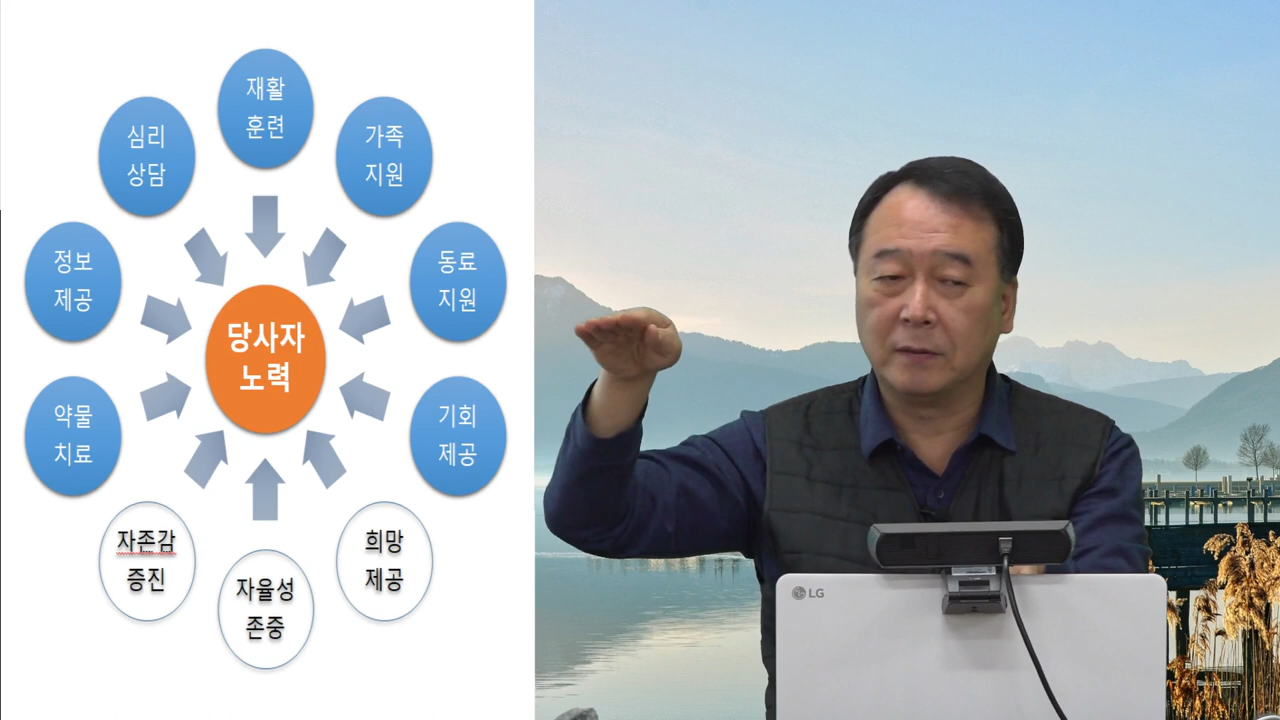 재활
훈련
가족
지원
동료
지원
기회
제공
희망
제공
자율성
존중
자존감
증진
약물
치료
정보
제공
심리
상담
당사자
노력
LG